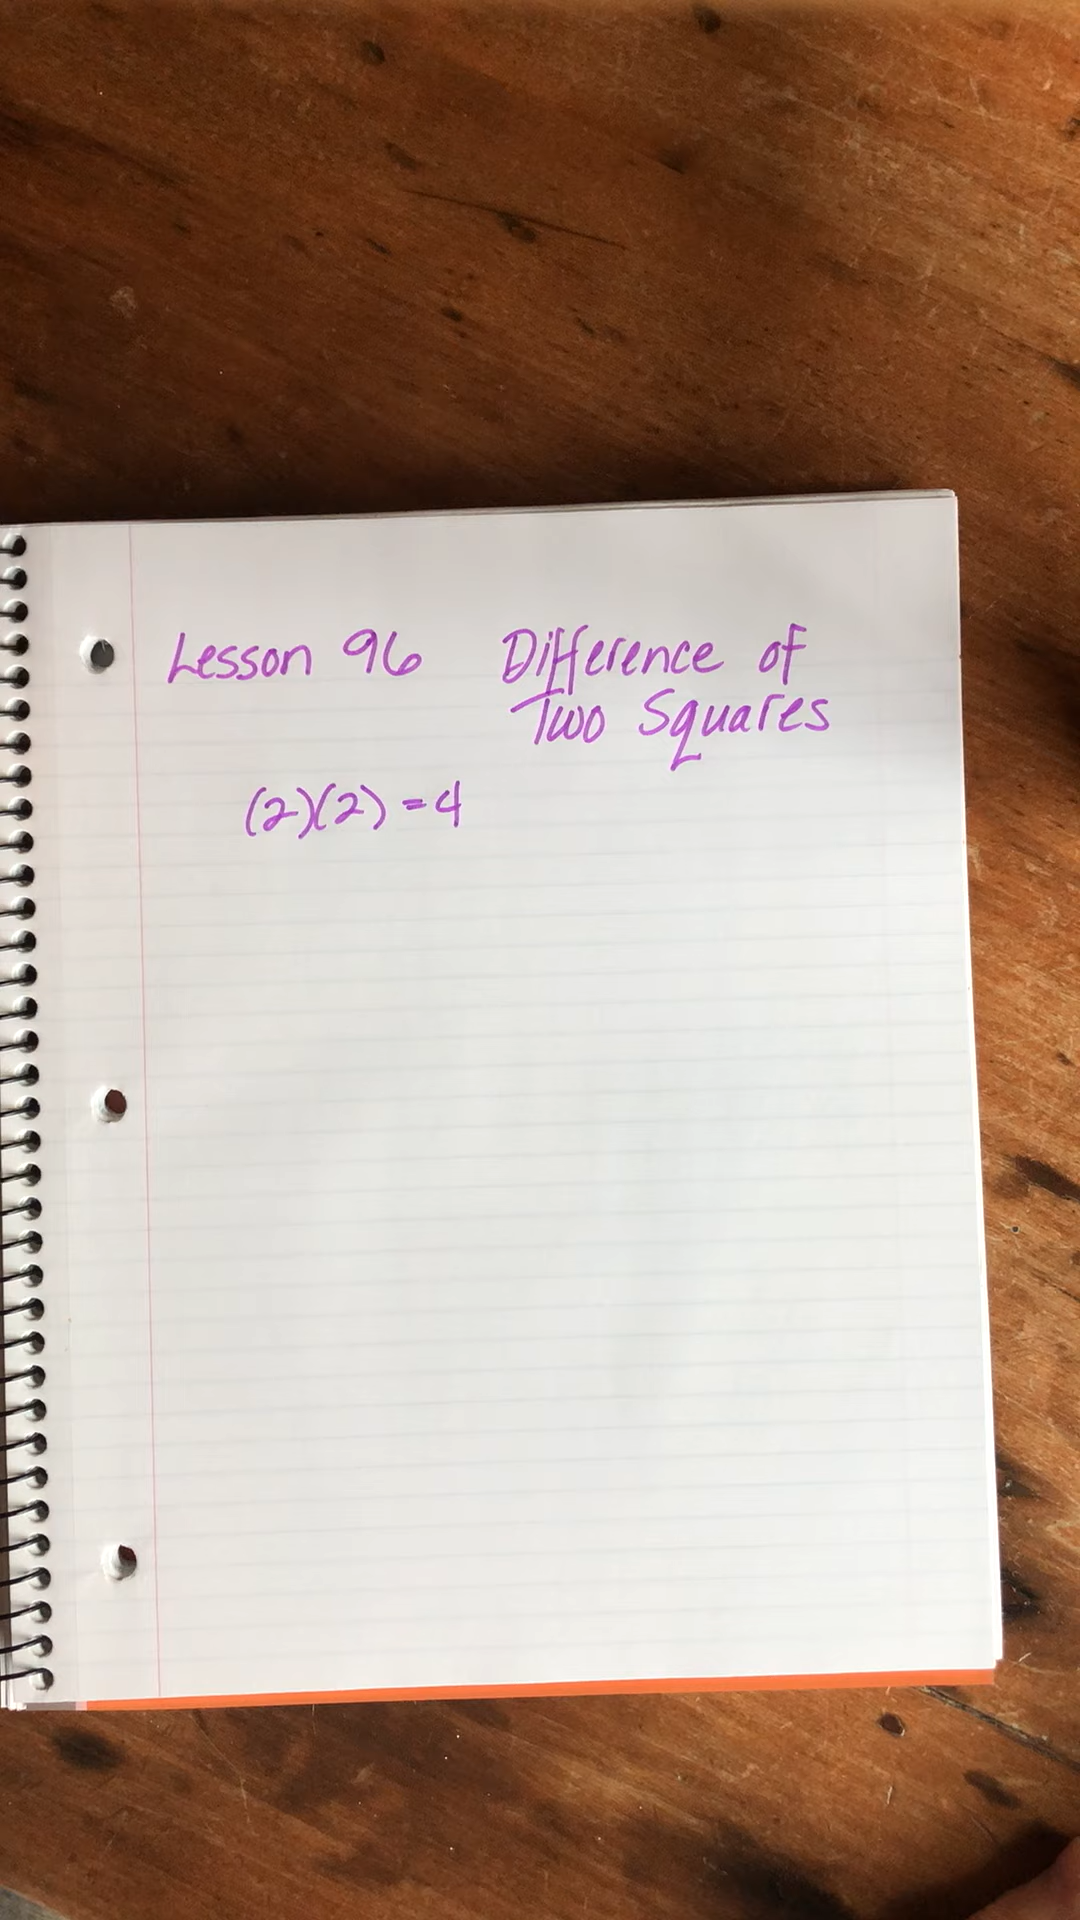 Lesson 96 Difference of
Two Squares
(2)(2) = 4